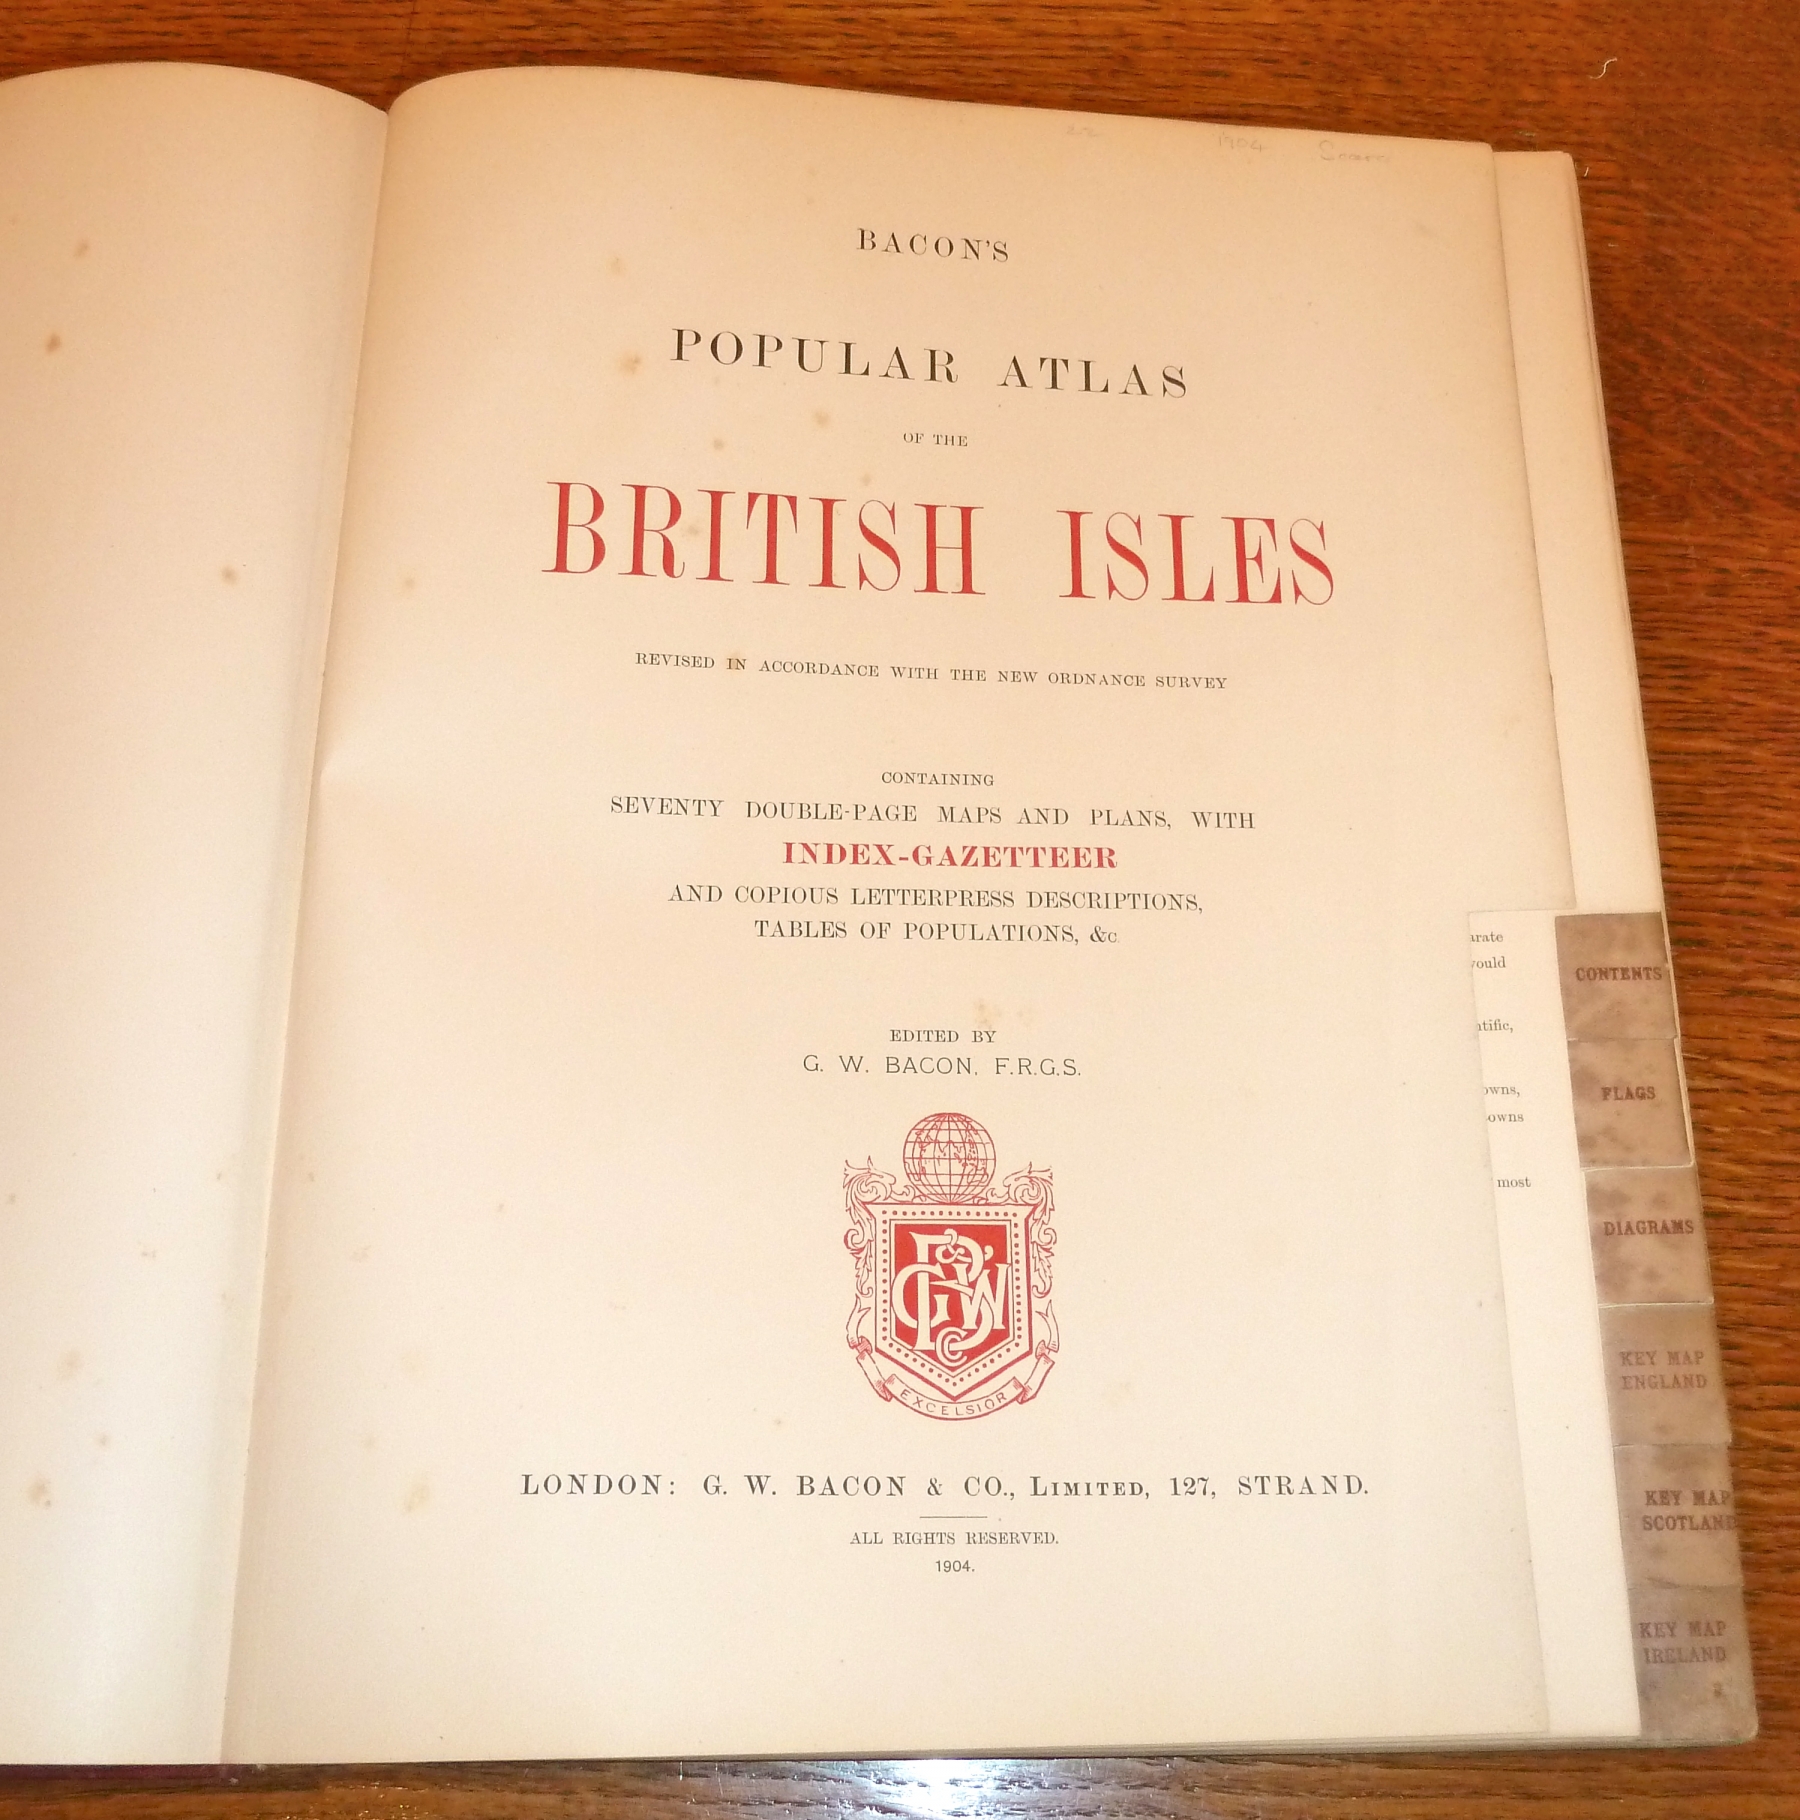 1904
BACON'S
POPULAR ATLAS
OF THE
BRITISH ISLES
REVISED IN ACCORDANCE WITH THE NEW ORDNANCE SURVEY
CONTAINING
SEVENTY DOUBLE-PAGE MAPS AND PLANS, WITH
INDEX-GAZETTEER
AND COPIOUS LETTERPRESS DESCRIPTIONS,
TABLES OF POPULATIONS, &c
EDITED BY
G. W. BACON, F.R.G.S.
EXCELSIOR
LONDON: G. W. BACON & CO., LIMITED, 127, STRAND.
ALL RIGHTS RESERVED.
1904.
most
CONTENTS
FLAGS
DIAGRAMS
KEY MAP
ENGLAND
KEY MAP
SCOTLAND
KEY MAP
IRELAND